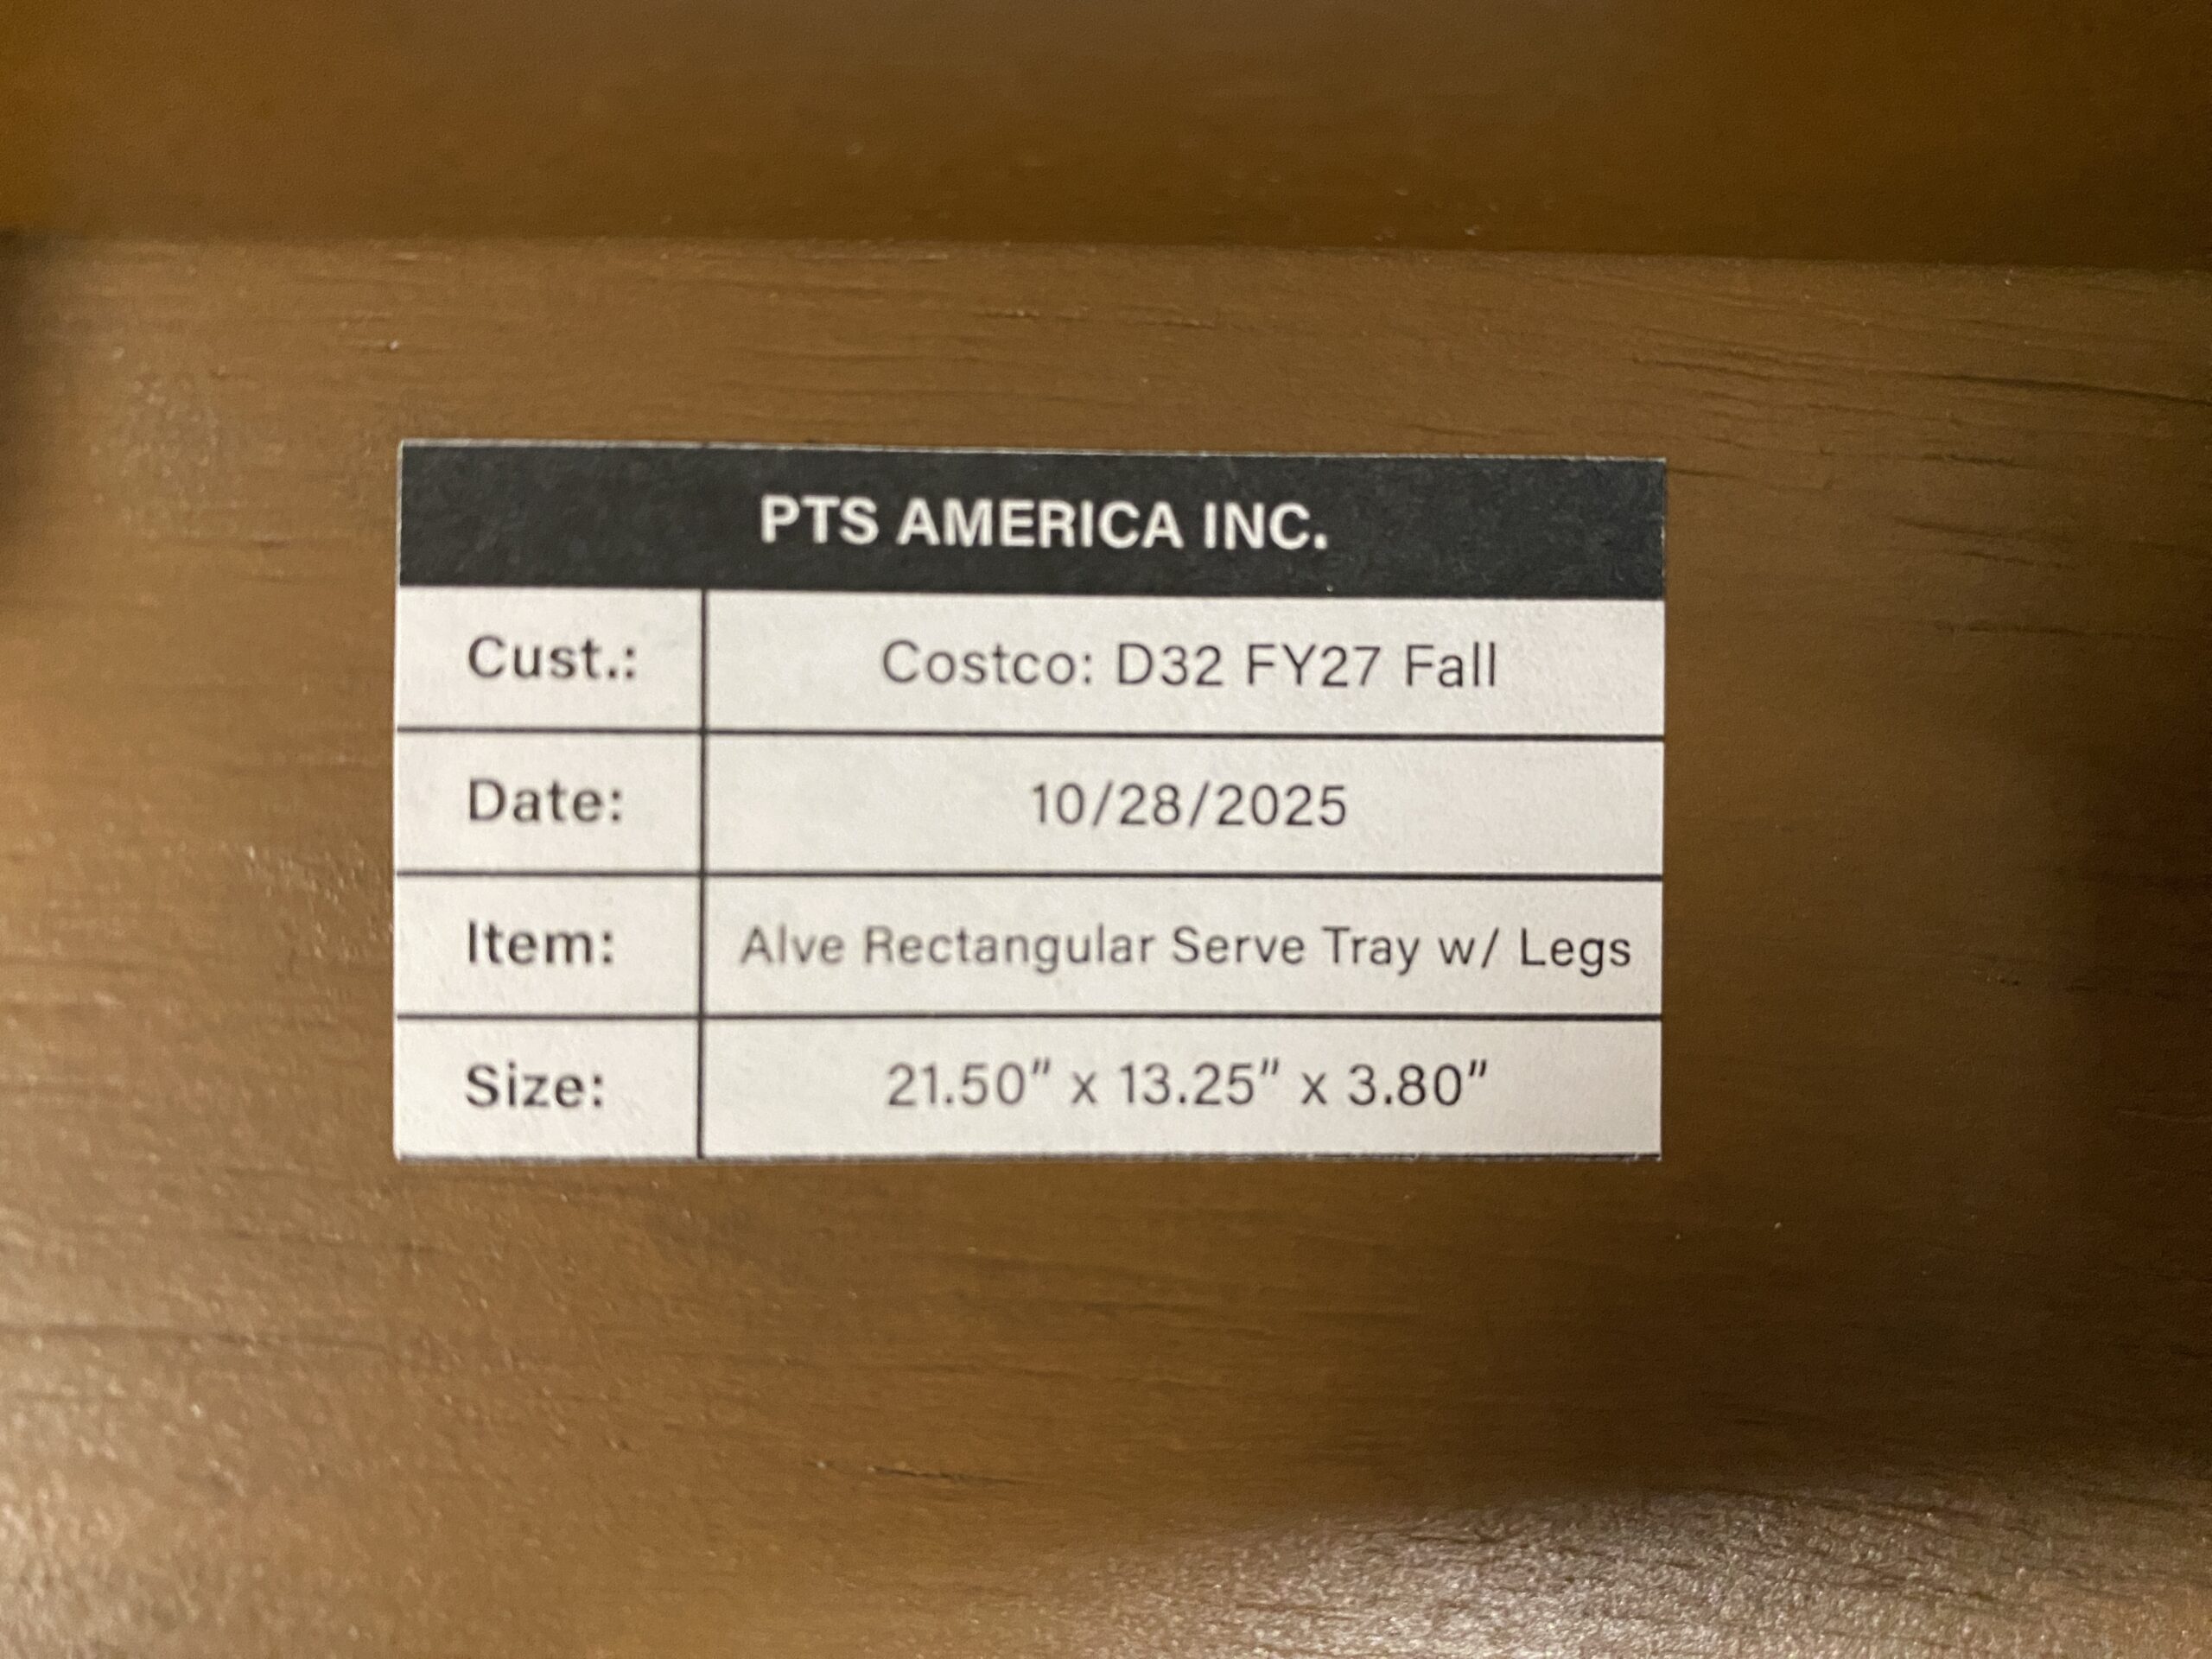 PTS AMERICA INC.
Cust.: Costco: D32 FY27 Fall
Date: 10/28/2025
Item: Alve Rectangular Serve Tray w/ Legs
Size: 21.50" x 13.25" x 3.80"